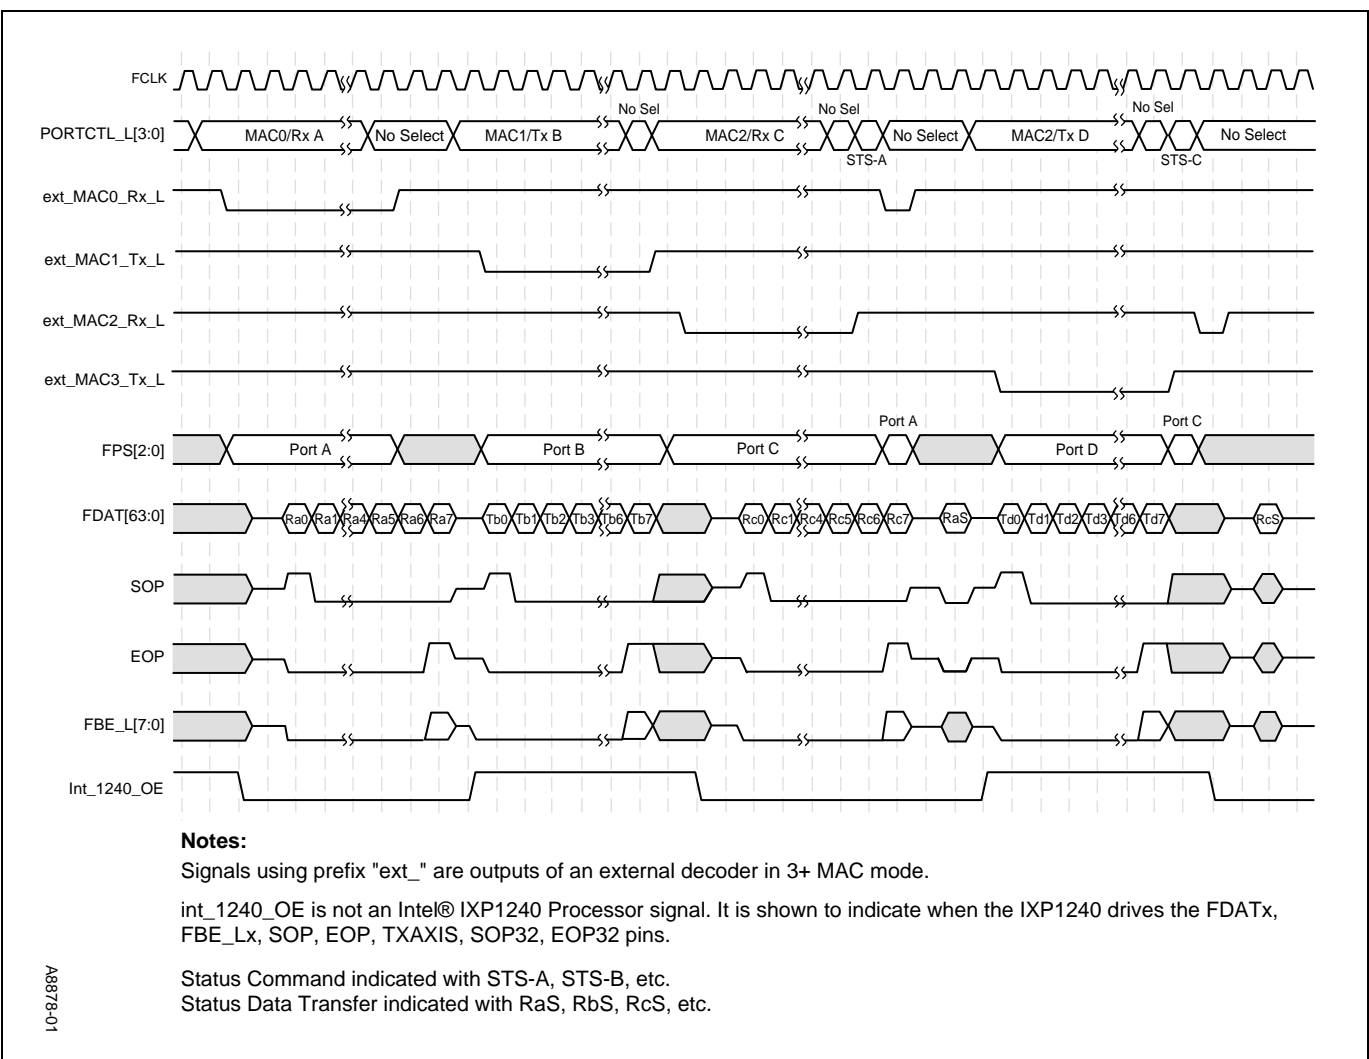 FCLK
No Sel No Sel No Sel
PORTCTL_L[3:0] MAC0/Rx A No Select MAC1/Tx B MAC2/Rx C No Select MAC2/Tx D No Select
STS-A STS-C
ext_MAC0_Rx_L
ext_MAC1_Tx_L
ext_MAC2_Rx_L
ext_MAC3_Tx_L
Port A Port C
FPS[2:0] Port A Port B Port C Port D
FDAT[63:0] Ra0 Ra1 Ra4 Ra5 Ra6 Ra7 Tb0 Tb1 Tb2 Tb3 Tb6 Tb7 Rc0 Rc1 Rc4 Rc5 Rc6 Rc7 RaS Td0 Td1 Td2 Td3 Td6 Td7 RcS
SOP
EOP
FBE_L[7:0]
Int_1240_OE
Notes:
Signals using prefix "ext_" are outputs of an external decoder in 3+ MAC mode.
int_1240_OE is not an Intel® IXP1240 Processor signal. It is shown to indicate when the IXP1240 drives the FDATx,
FBE_Lx, SOP, EOP, TXAXIS, SOP32, EOP32 pins.
Status Command indicated with STS-A, STS-B, etc.
Status Data Transfer indicated with RaS, RbS, RcS, etc.
A8878-01